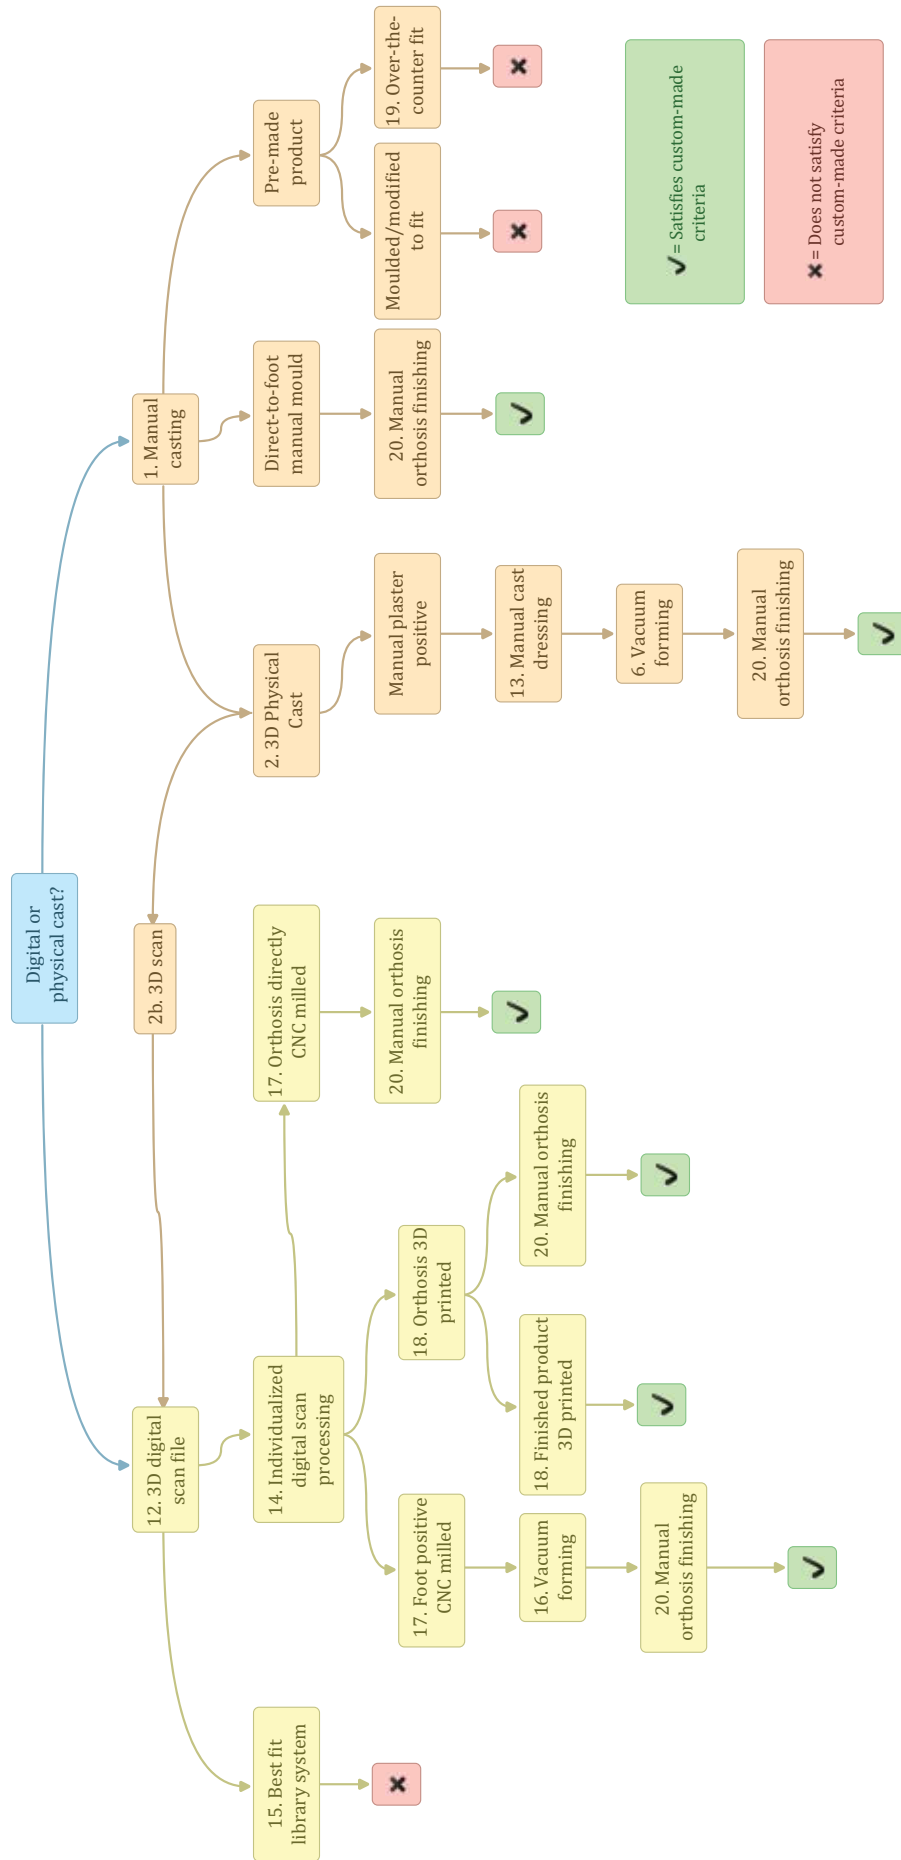 Digital or
physical cast?
12. 3D digital
scan file
2b. 3D scan
1. Manual
casting
15. Best fit
library system
14. Individualized
digital scan
processing
17. Orthosis directly
CNC milled
2. 3D Physical
Cast
Direct-to-foot
manual mould
Pre-made
product
17. Foot positive
CNC milled
18. Orthosis 3D
printed
20. Manual orthosis
finishing
Manual plaster
positive
20. Manual
orthosis finishing
Moulded/modified
to fit
19. Over-the-
counter fit
16. Vacuum
forming
18. Finished product
3D printed
20. Manual orthosis
finishing
13. Manual cast
dressing
20. Manual
orthosis finishing
6. Vacuum
forming
20. Manual
orthosis finishing
✔ = Satisfies custom-made
criteria
✖ = Does not satisfy
custom-made criteria